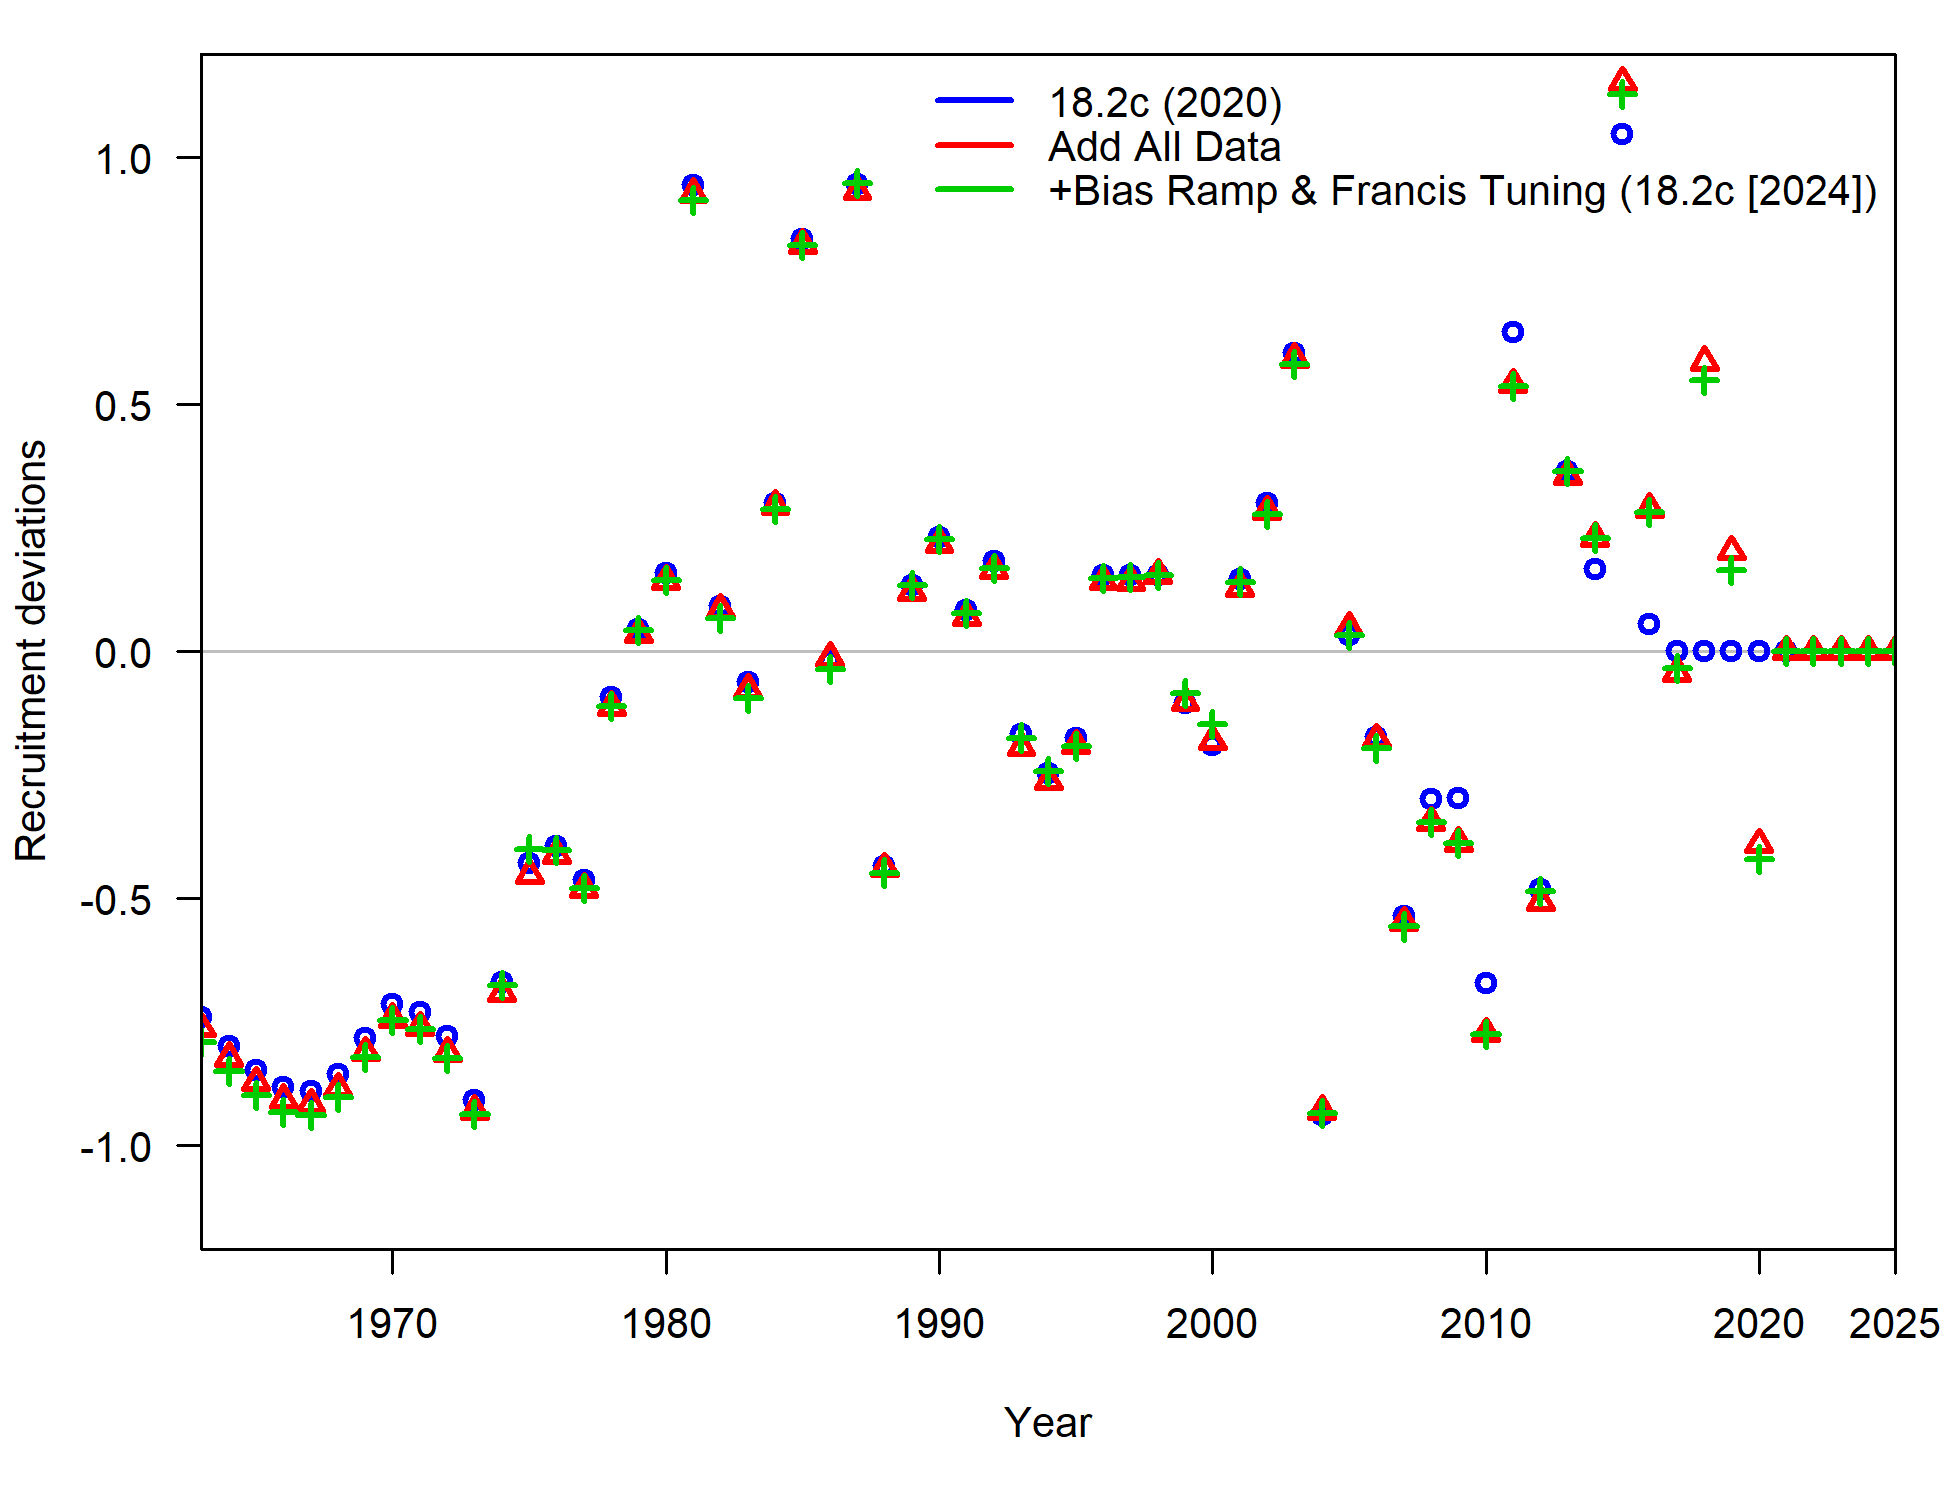 18.2c (2020)
Add All Data
+Bias Ramp & Francis Tuning (18.2c [2024])
1.0
0.5
0.0
-0.5
-1.0
Recruitment deviations
1970 1980 1990 2000 2010 2020 2025
Year